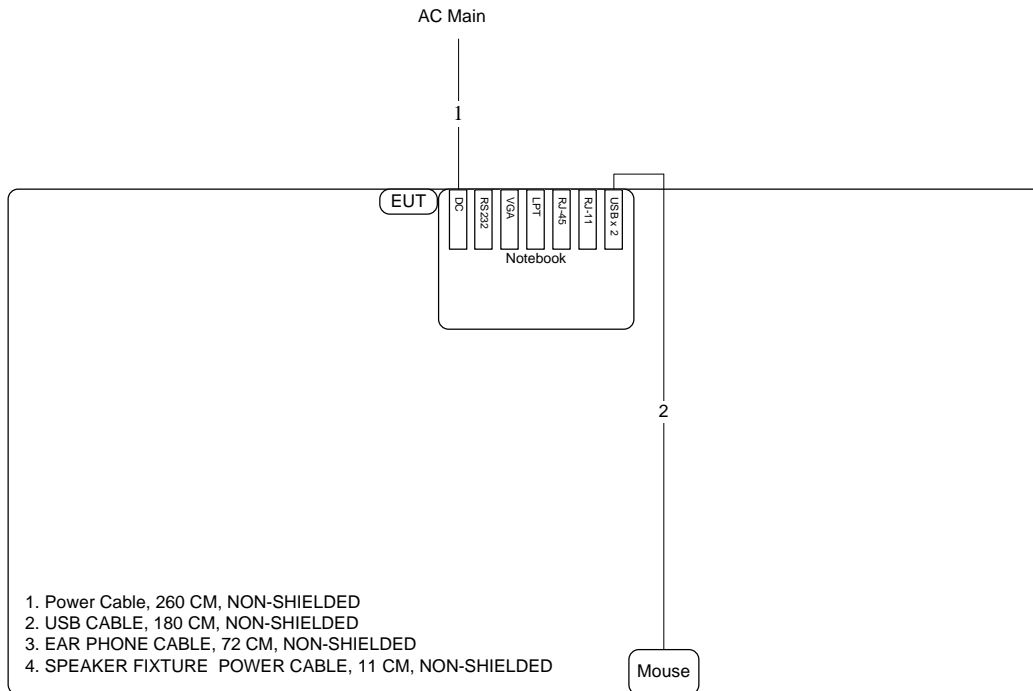 AC Main
1
EUT
DC
RS232
VGA
LPT
RJ-45
RJ-11
USB x 2
Notebook
2
1. Power Cable, 260 CM, NON-SHIELDED
2. USB CABLE, 180 CM, NON-SHIELDED
3. EAR PHONE CABLE, 72 CM, NON-SHIELDED
4. SPEAKER FIXTURE  POWER CABLE, 11 CM, NON-SHIELDED
Mouse